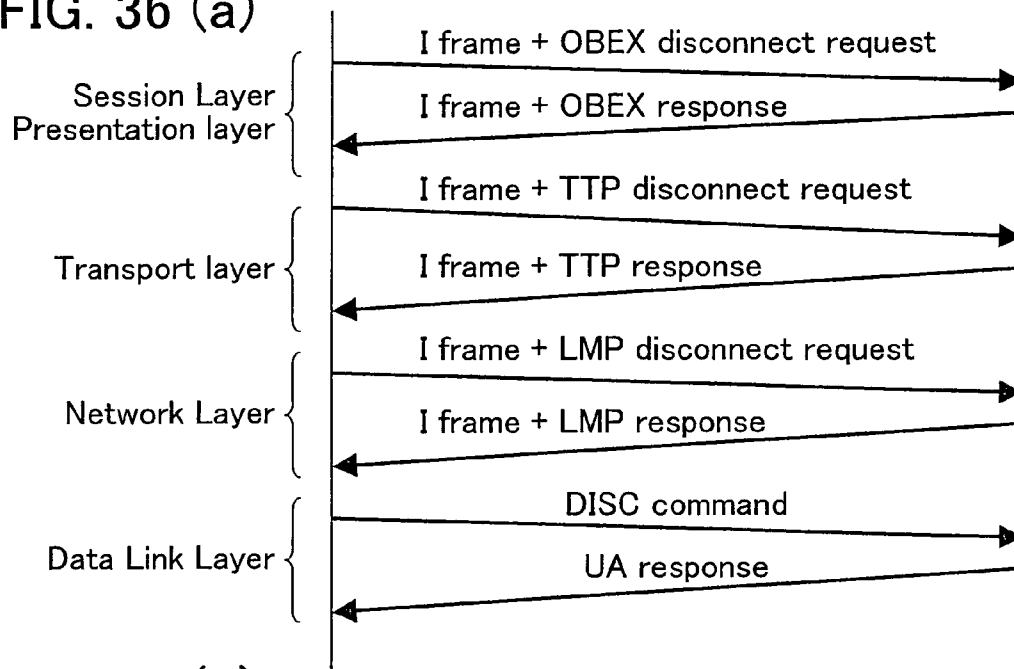 FIG. 36 (a)
I frame + OBEX disconnect request
Session Layer
Presentation layer
I frame + OBEX response
I frame + TTP disconnect request
Transport layer
I frame + TTP response
I frame + LMP disconnect request
Network Layer
I frame + LMP response
DISC command
Data Link Layer
UA response